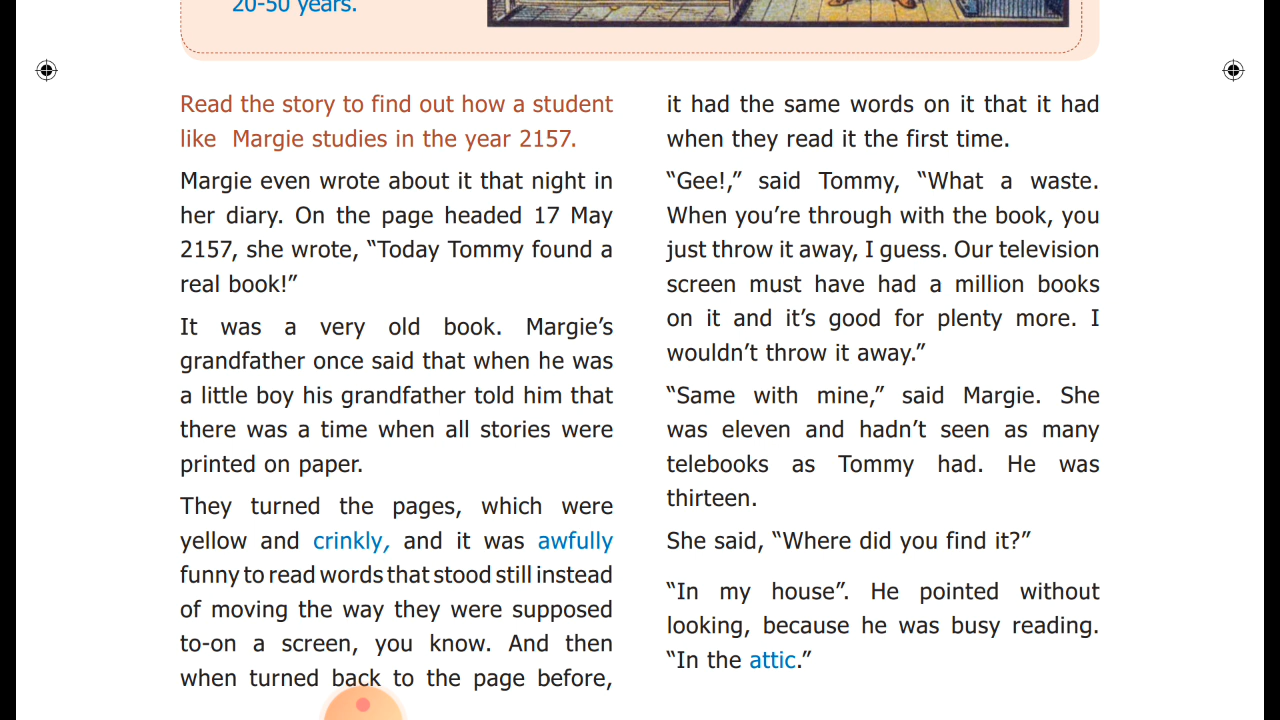 20-50 years.
Read the story to find out how a student
like Margie studies in the year 2157.
Margie even wrote about it that night in
her diary. On the page headed 17 May
2157, she wrote, “Today Tommy found a
real book!”
It was a very old book. Margie’s
grandfather once said that when he was
a little boy his grandfather told him that
there was a time when all stories were
printed on paper.
They turned the pages, which were
yellow and crinkly, and it was awfully
funny to read words that stood still instead
of moving the way they were supposed
to-on a screen, you know. And then
when turned back to the page before,
it had the same words on it that it had
when they read it the first time.
“Gee!,” said Tommy, “What a waste.
When you’re through with the book, you
just throw it away, I guess. Our television
screen must have had a million books
on it and it’s good for plenty more. I
wouldn’t throw it away.”
“Same with mine,” said Margie. She
was eleven and hadn’t seen as many
telebooks as Tommy had. He was
thirteen.
She said, “Where did you find it?”
“In my house”. He pointed without
looking, because he was busy reading.
“In the attic.”